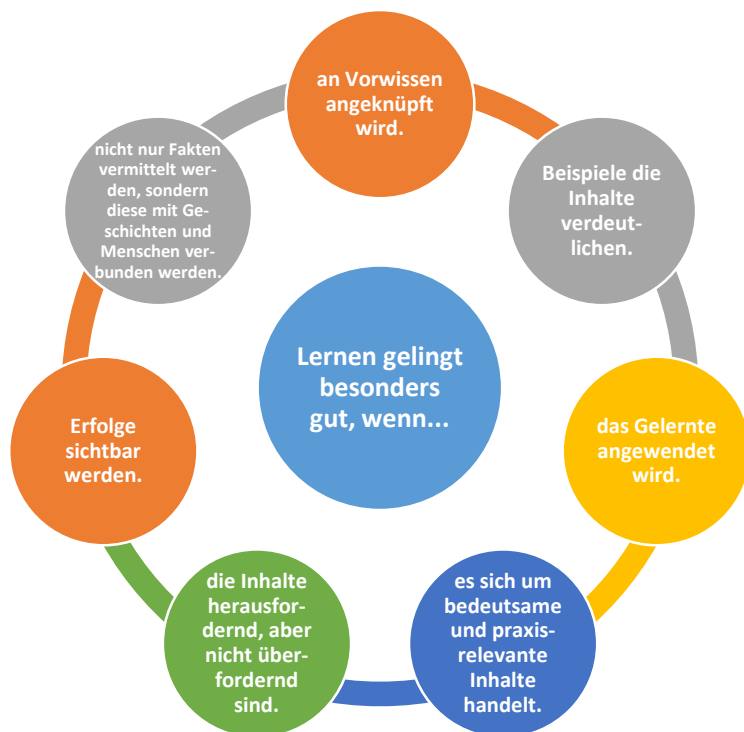 Lernen gelingt
besonders
gut, wenn...
an Vorwissen
angeknüpft
wird.
Beispiele die
Inhalte
verdeut-
lichen.
das Gelernte
angewendet
wird.
es sich um
bedeutsame
und praxis-
relevante
Inhalte
handelt.
die Inhalte
herausfor-
dernd, aber
nicht über-
fordernd
sind.
Erfolge
sichtbar
werden.
nicht nur Fakten
vermittelt wer-
den, sondern
diese mit Ge-
schichten und
Menschen ver-
bunden werden.